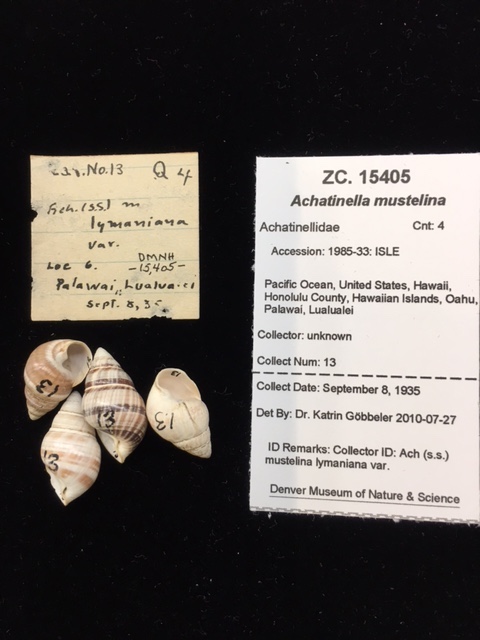 No.13 Q 4
Ach. (s.s.) m
lymaniana
var.
Loc 6. DMNH
-15,405-
Palawai, Lualua
Sept. 8, 35
ZC. 15405
Achatinella mustelina
Achatinellidae Cnt: 4
Accession: 1985-33: ISLE
Pacific Ocean, United States, Hawaii,
Honolulu County, Hawaiian Islands, Oahu,
Palawai, Lualualei
Collector: unknown
Collect Num: 13
Collect Date: September 8, 1935
Det By: Dr. Katrin Göbbeler 2010-07-27
ID Remarks: Collector ID: Ach (s.s.)
mustelina lymaniana var.
Denver Museum of Nature & Science
13
13
13
13